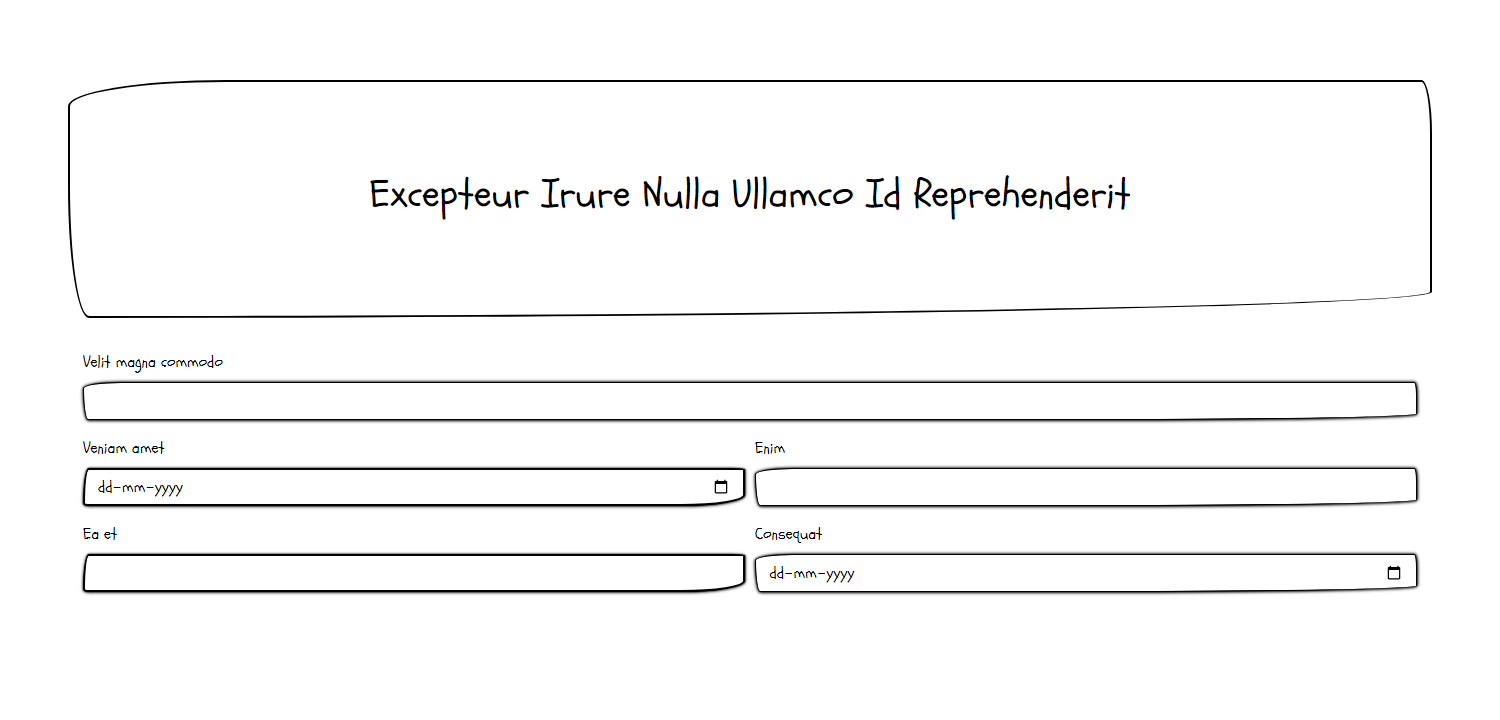 Excepteur Irure Nulla Ullamco Id Reprehenderit
Velit magna commodo
Veniam amet
Enim
dd-mm-yyyy
Ea et
Consequat
dd-mm-yyyy